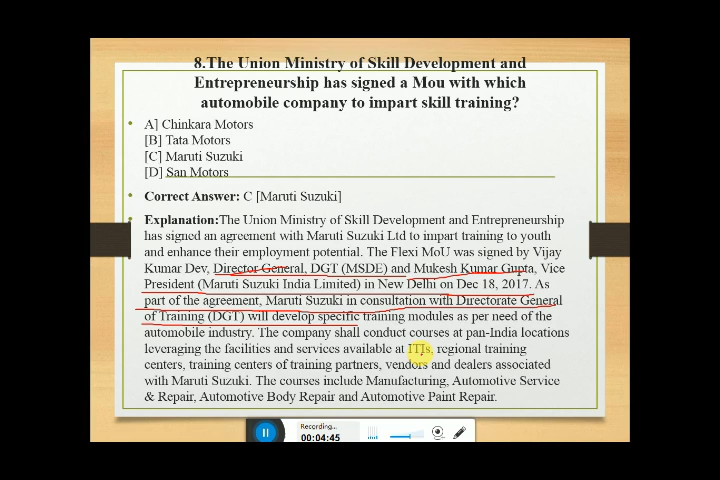 8.The Union Ministry of Skill Development and
Entrepreneurship has signed a Mou with which
automobile company to impart skill training?
A] Chinkara Motors
[B] Tata Motors
[C] Maruti Suzuki
[D] San Motors
Correct Answer: C [Maruti Suzuki]
Explanation:The Union Ministry of Skill Development and Entrepreneurship
has signed an agreement with Maruti Suzuki Ltd to impart training to youth
and enhance their employment potential. The Flexi MoU was signed by Vijay
Kumar Dev, Director General, DGT (MSDE) and Mukesh Kumar Gupta, Vice
President (Maruti Suzuki India Limited) in New Delhi on Dec 18, 2017. As
part of the agreement, Maruti Suzuki in consultation with Directorate General
of Training (DGT) will develop specific training modules as per need of the
automobile industry. The company shall conduct courses at pan-India locations
leveraging the facilities and services available at ITIs, regional training
centers, training centers of training partners, vendors and dealers associated
with Maruti Suzuki. The courses include Manufacturing, Automotive Service
& Repair, Automotive Body Repair and Automotive Paint Repair.
Recording...
00:04:45